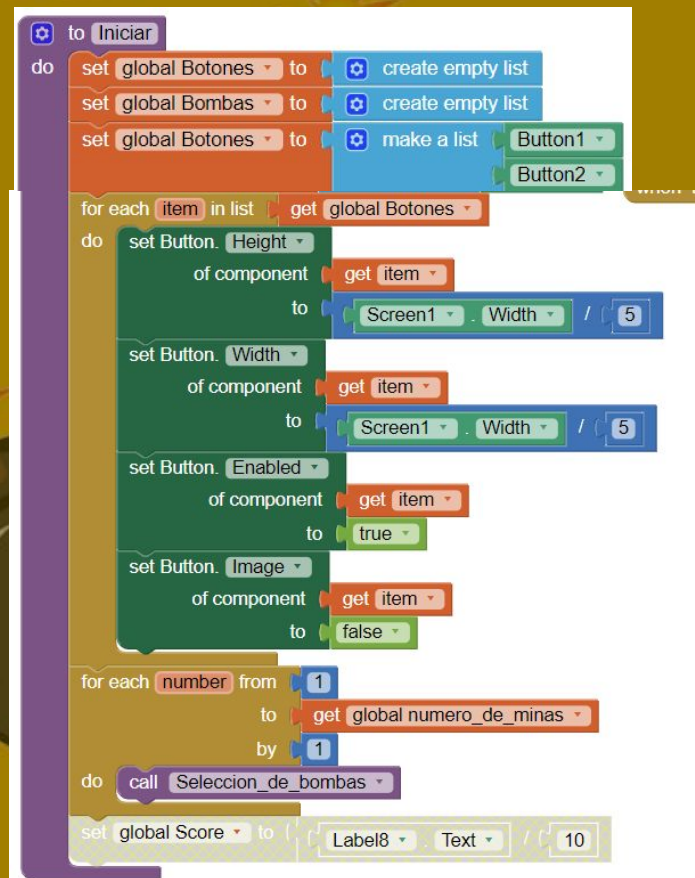 to Iniciar
do set global Botones to create empty list
set global Bombas to create empty list
set global Botones to make a list Button1
Button2
for each item in list get global Botones
do set Button. Height
of component get item
to Screen1 . Width / 5
set Button. Width
of component get item
to Screen1 . Width / 5
set Button. Enabled
of component get item
to true
set Button. Image
of component get item
to false
for each number from 1
to get global numero_de_minas
by 1
do call Seleccion_de_bombas
set global Score to Label8 . Text / 10